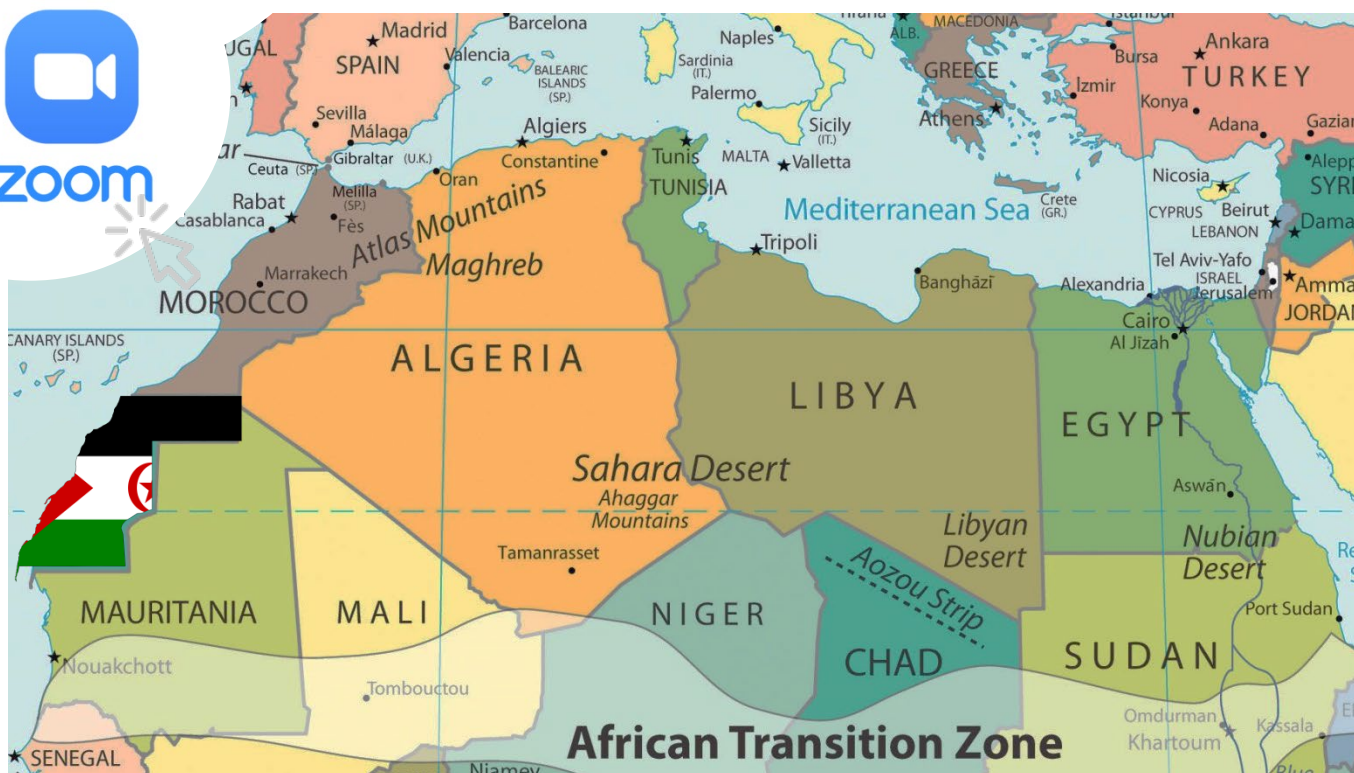 zoom
Madrid
SPAIN
Barcelona
Valencia
BALEARIC
ISLANDS
(SP.)
Sevilla
Málaga
Gibraltar (U.K.)
Ceuta (SP.)
Melilla
(SP.)
Sardinia
(IT.)
Naples
Palermo
Sicily
(IT.)
MALTA
Valletta
MACEDONIA
ALB.
GREECE
Athens
Crete
(GR.)
Bursa
Ankara
TURKEY
İzmir
Konya
Adana
Nicosia
CYPRUS
Beirut
LEBANON
Tel Aviv-Yafo
ISRAEL
Jerusalem
JORDAN
Mediterranean Sea
Algiers
Constantine
Oran
Tunis
TUNISIA
Tripoli
Banghāzī
Alexandria
Cairo
Al Jīzah
Rabat
Casablanca
Fès
Marrakech
MOROCCO
Atlas Mountains
Maghreb
CANARY ISLANDS
(SP.)
ALGERIA
LIBYA
EGYPT
Sahara Desert
Ahaggar
Mountains
Tamanrasset
Libyan
Desert
Aswān
Nubian
Desert
Aozou Strip
MAURITANIA
MALI
NIGER
CHAD
SUDAN
Port Sudan
Nouakchott
Tombouctou
Omdurman
Khartoum
Kassala
SENEGAL
Niamey
Blue
African Transition Zone